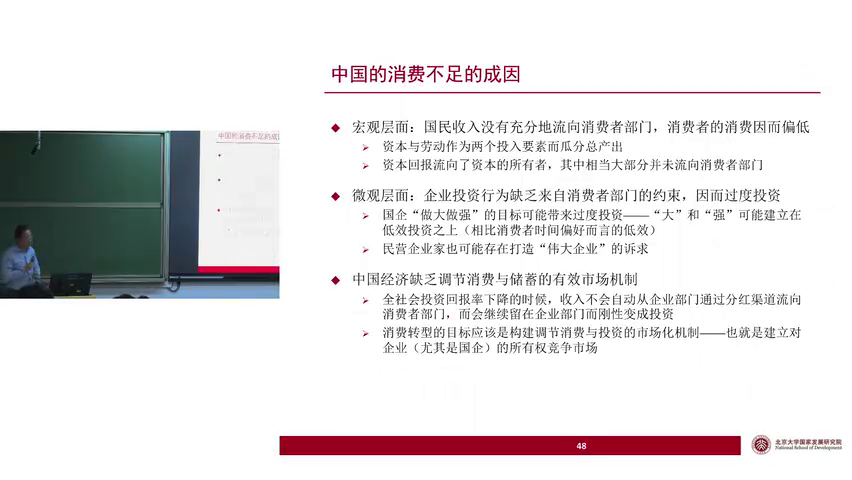 中国的消费不足的成因
宏观层面：国民收入没有充分地流向消费者部门，消费者的消费因而偏低
资本与劳动作为两个投入要素而瓜分总产出
资本回报流向了资本的所有者，其中相当大部分并未流向消费者部门
微观层面：企业投资行为缺乏来自消费者部门的约束，因而过度投资
国企“做大做强”的目标可能带来过度投资——“大”和“强”可能建立在
低效投资之上（相比消费者时间偏好而言的低效）
民营企业家也可能存在打造“伟大企业”的诉求
中国经济缺乏调节消费与储蓄的有效市场机制
全社会投资回报率下降的时候，收入不会自动从企业部门通过分红渠道流向
消费者部门，而会继续留在企业部门而刚性变成投资
消费转型的目标应该是构建调节消费与投资的市场化机制——也就是建立对
企业（尤其是国企）的所有权竞争市场
中国的消费不足的成因
48
北京大学国家发展研究院
National School of Development